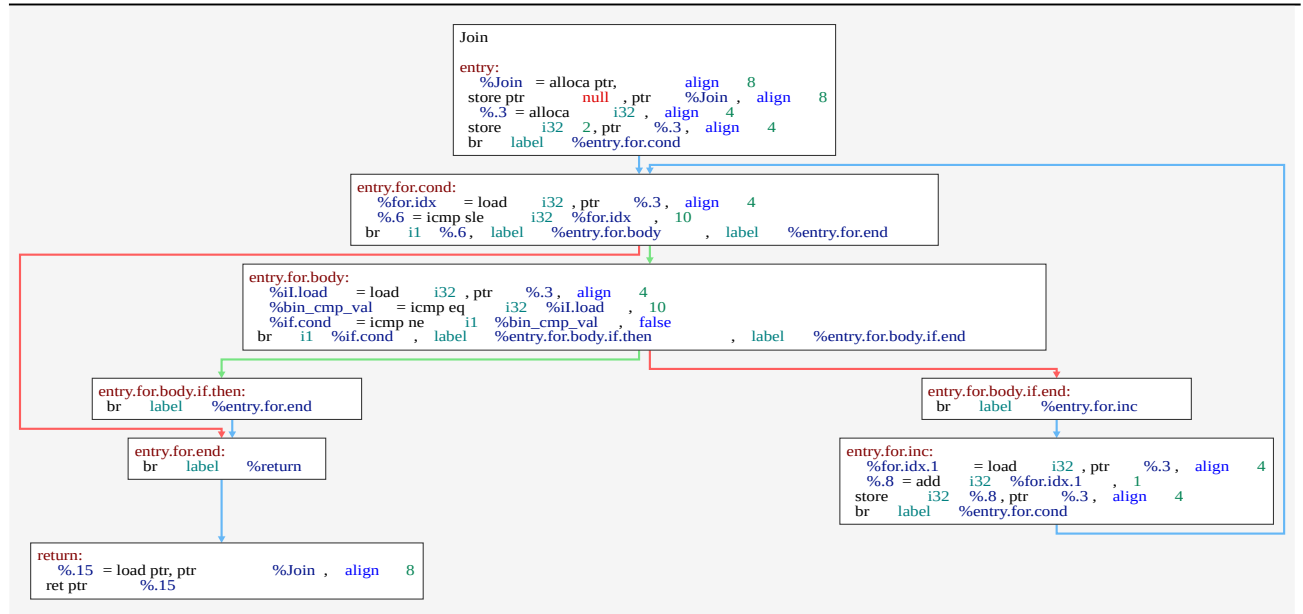 Join
entry:
%Join = alloca ptr, align 8
store ptr null , ptr %Join , align 8
%.3 = alloca i32 , align 4
store i32 2 , ptr %.3 , align 4
br label %entry.for.cond
entry.for.cond:
%for.idx = load i32 , ptr %.3 , align 4
%.6 = icmp sle i32 %for.idx , 10
br i1 %.6 , label %entry.for.body , label %entry.for.end
entry.for.body:
%iI.load = load i32 , ptr %.3 , align 4
%bin_cmp_val = icmp eq i32 %iI.load , 10
%if.cond = icmp ne i1 %bin_cmp_val , false
br i1 %if.cond , label %entry.for.body.if.then , label %entry.for.body.if.end
entry.for.body.if.then:
br label %entry.for.end
entry.for.body.if.end:
br label %entry.for.inc
entry.for.end:
br label %return
entry.for.inc:
%for.idx.1 = load i32 , ptr %.3 , align 4
%.8 = add i32 %for.idx.1 , 1
store i32 %.8 , ptr %.3 , align 4
br label %entry.for.cond
return:
%.15 = load ptr, ptr %Join , align 8
ret ptr %.15